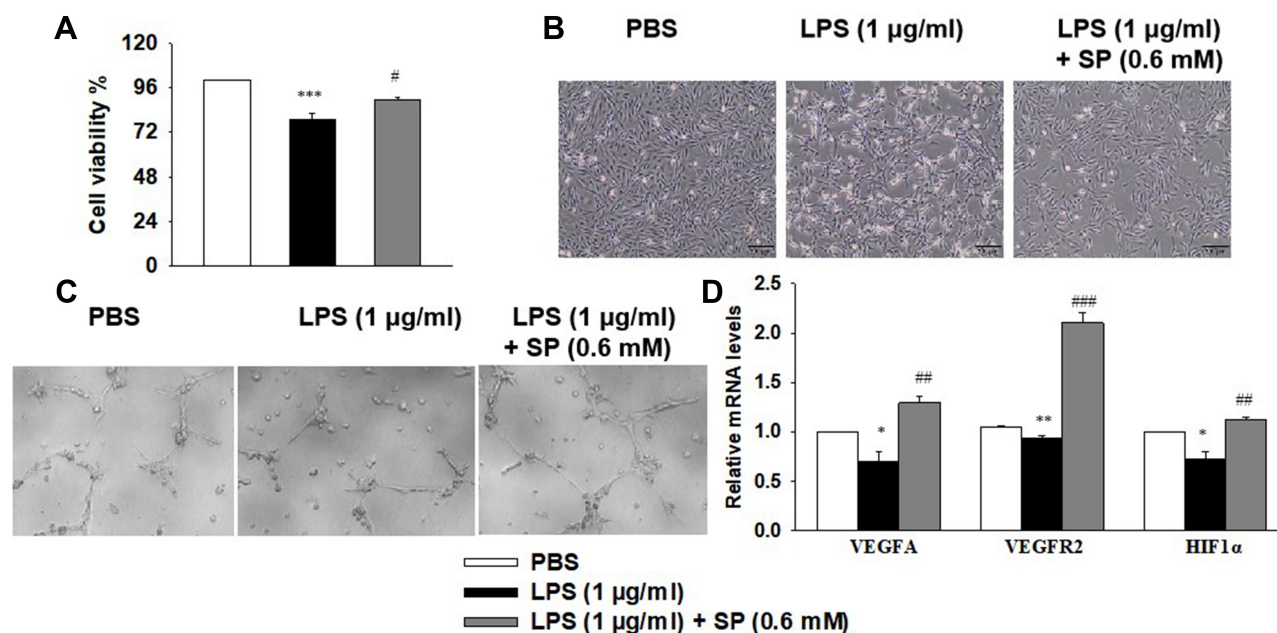 A
120
96
72
48
24
0
Cell viability %
***
#
B
PBS
LPS (1 µg/ml)
LPS (1 µg/ml)
+ SP (0.6 mM)
C
PBS
LPS (1 µg/ml)
LPS (1 µg/ml)
+ SP (0.6 mM)
D
2.5
2.0
1.5
1.0
0.5
0.0
Relative mRNA levels
*
##
**
###
*
##
VEGFA VEGFR2 HIF1α
PBS
LPS (1 µg/ml)
LPS (1 µg/ml) + SP (0.6 mM)